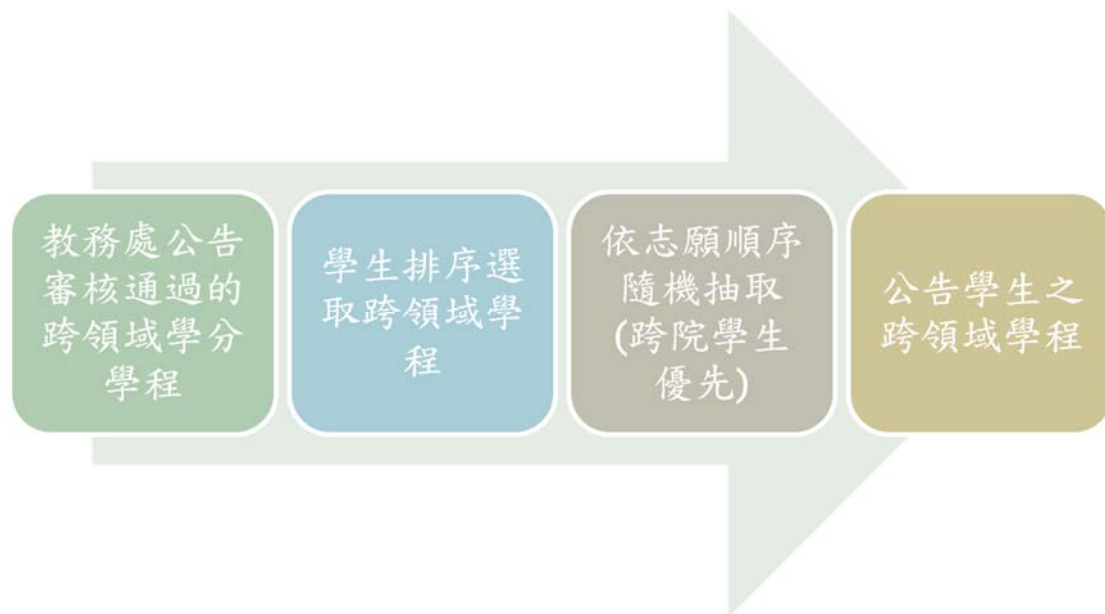 教務處公告
審核通過的
跨領域學分
學程
學生排序選
取跨領域學
程
依志願順序
隨機抽取
(跨院學生
優先)
公告學生之
跨領域學程